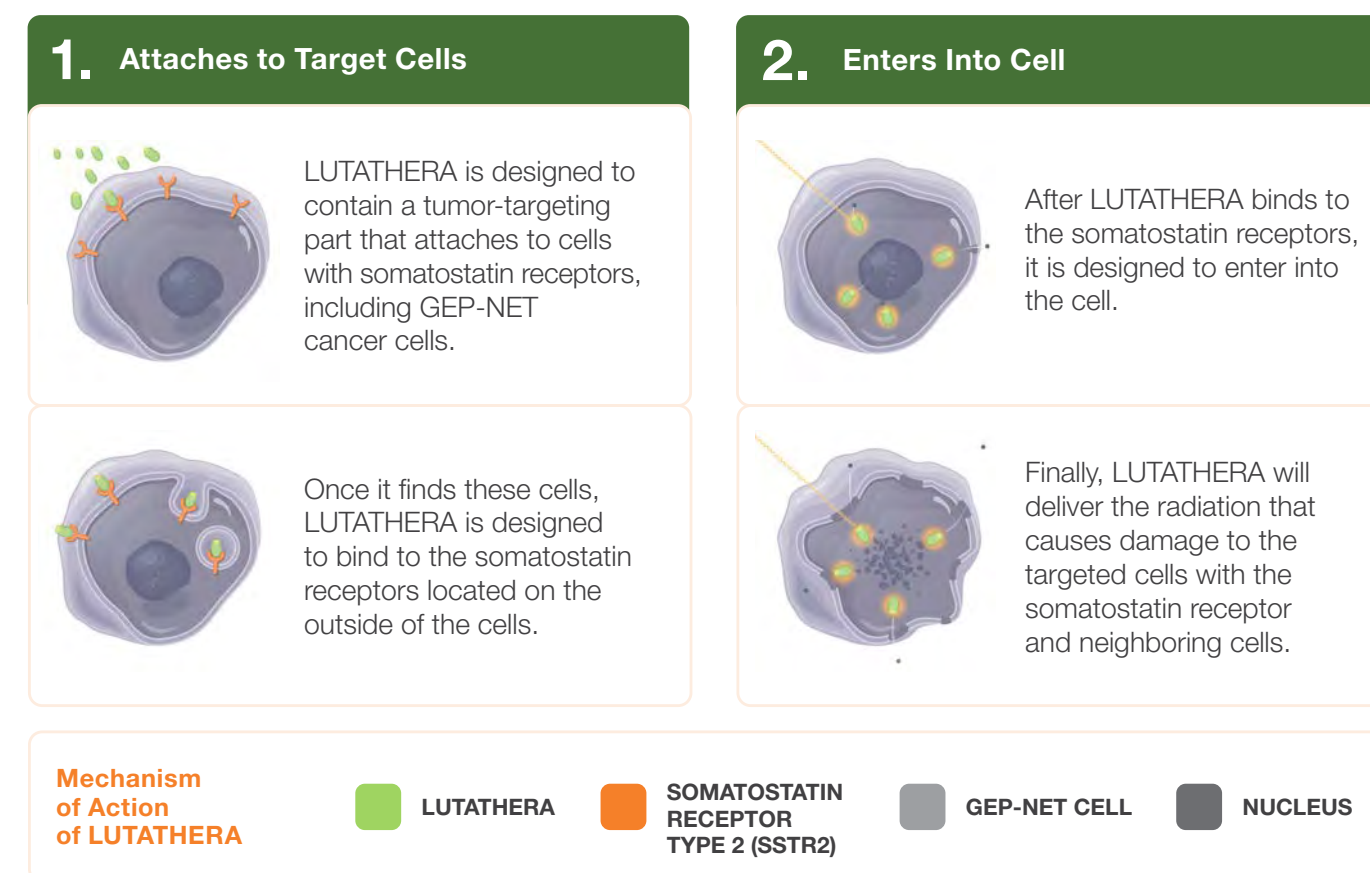 1. Attaches to Target Cells
LUTATHERA is designed to
contain a tumor-targeting
part that attaches to cells
with somatostatin receptors,
including GEP-NET
cancer cells.
Once it finds these cells,
LUTATHERA is designed
to bind to the somatostatin
receptors located on the
outside of the cells.
2. Enters Into Cell
After LUTATHERA binds to
the somatostatin receptors,
it is designed to enter into
the cell.
Finally, LUTATHERA will
deliver the radiation that
causes damage to the
targeted cells with the
somatostatin receptor
and neighboring cells.
Mechanism
of Action
of LUTATHERA
LUTATHERA
SOMATOSTATIN
RECEPTOR
TYPE 2 (SSTR2)
GEP-NET CELL
NUCLEUS